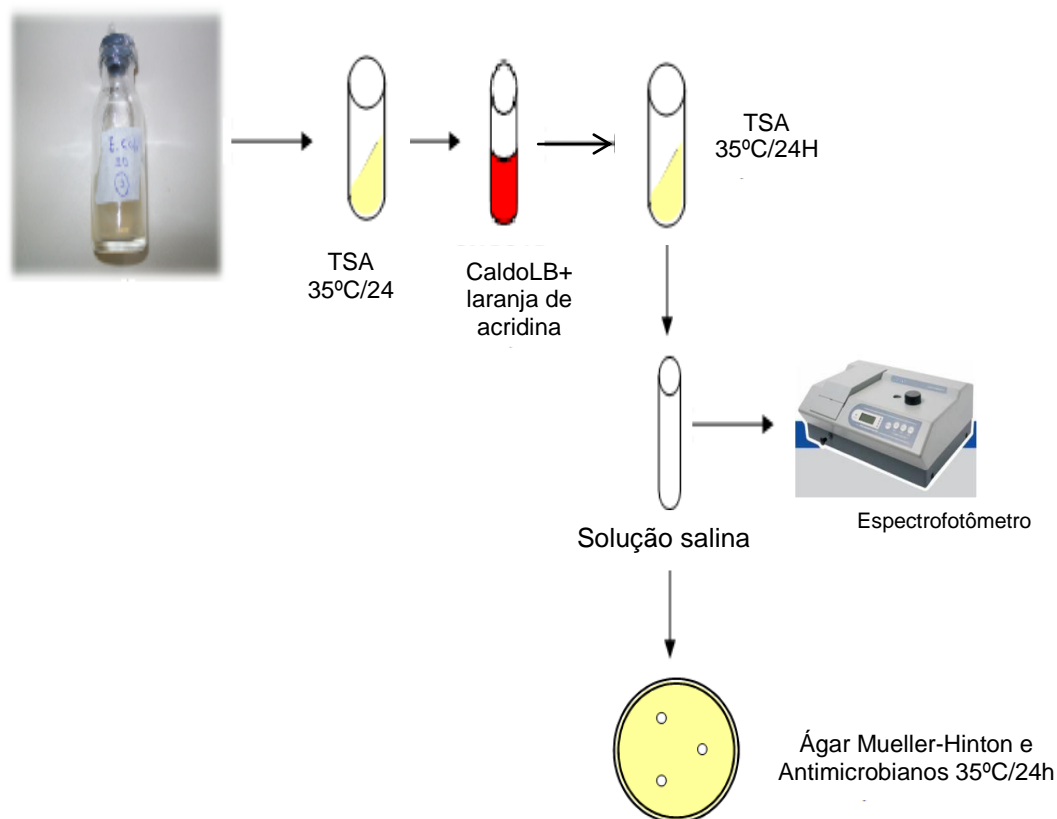 E. Coli
TSA
35ºC/24
CaldoLB+
laranja de
acridina
TSA
35ºC/24H
Solução salina
Espectrofotômetro
Ágar Mueller-Hinton e
Antimicrobianos 35ºC/24h